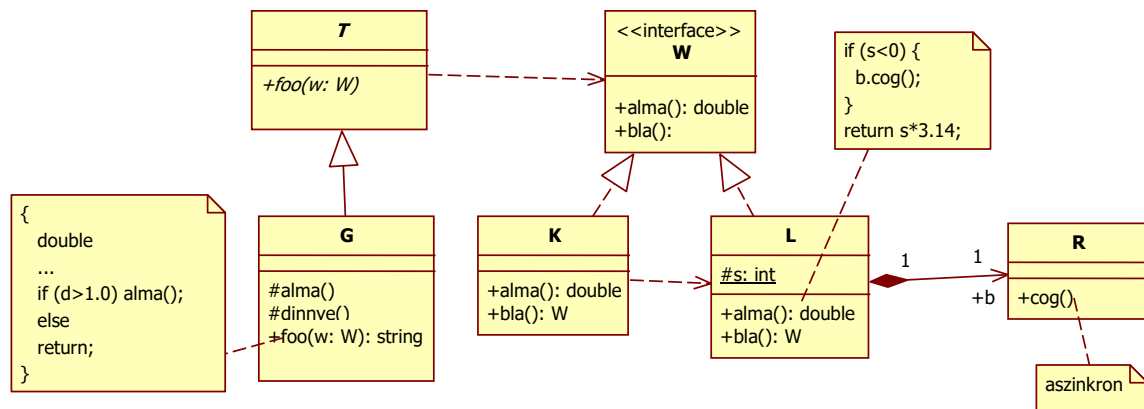 T
+foo(w: W)
<<interface>>
W
+alma(): double
+bla():
if (s<0) {
b.cog();
}
return s*3.14;
{
double
...
if (d>1.0) alma();
else
return;
}
G
#alma()
#dinnye()
+foo(w: W): string
K
+alma(): double
+bla(): W
L
#s: int
+alma(): double
+bla(): W
1
1
+b
R
+cog()
aszinkron